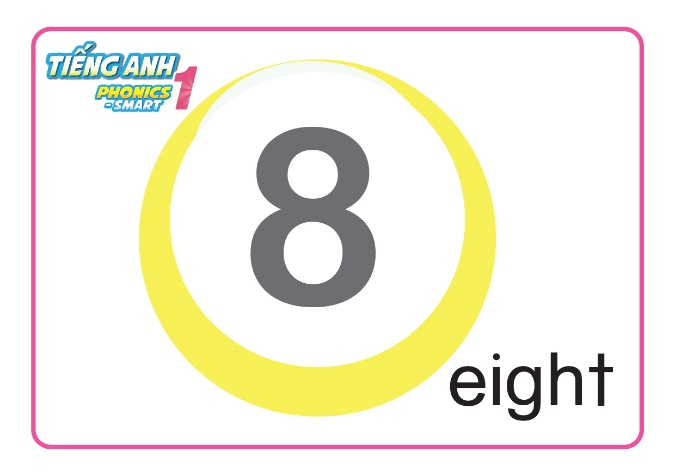 TIẾNG ANH
PHONICS
-SMART 1
8
eight